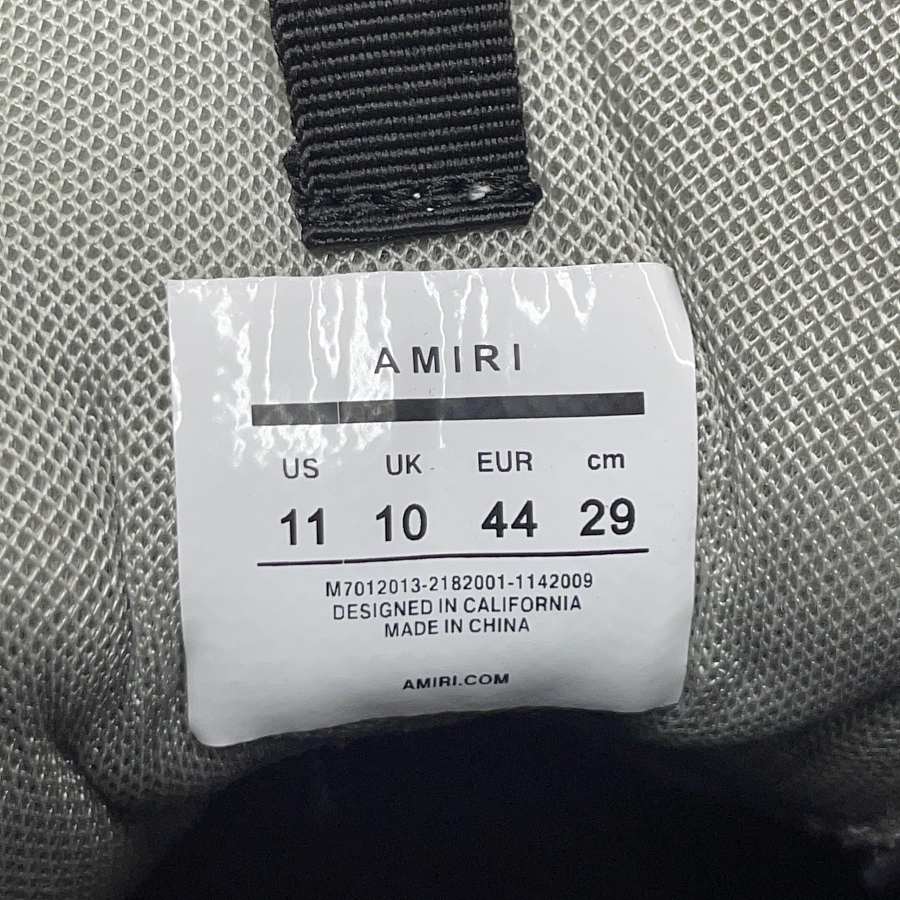 AMIRI
US UK EUR cm
11 10 44 29
M7012013-2182001-1142009
DESIGNED IN CALIFORNIA
MADE IN CHINA
AMIRI.COM